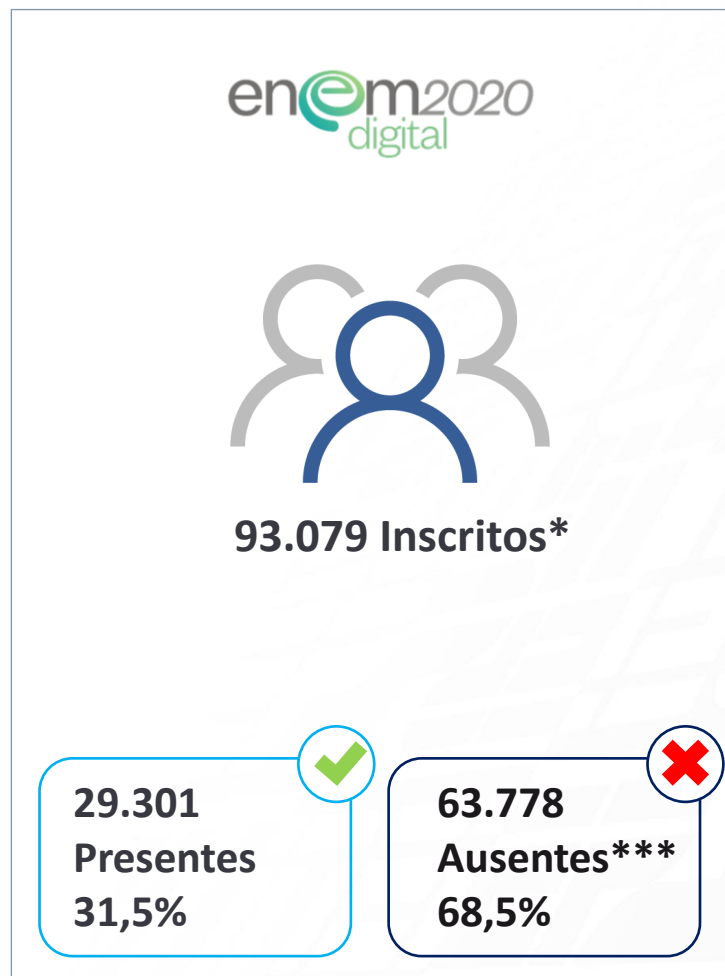 enem2020
digital
93.079 Inscritos*
29.301
Presentes
31,5%
63.778
Ausentes***
68,5%